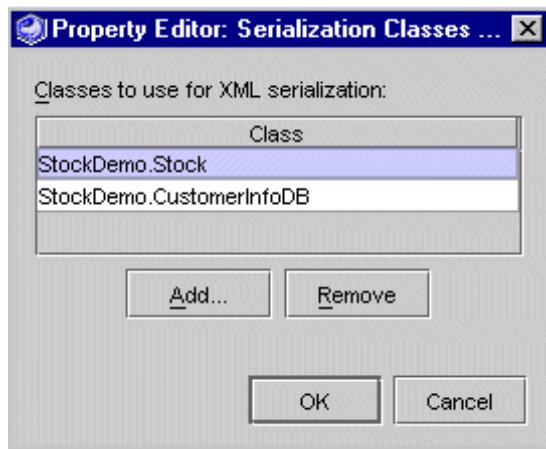 Property Editor: Serialization Classes ...
Classes to use for XML serialization:
Class
StockDemo.Stock
StockDemo.CustomerInfoDB
Add... Remove
OK Cancel